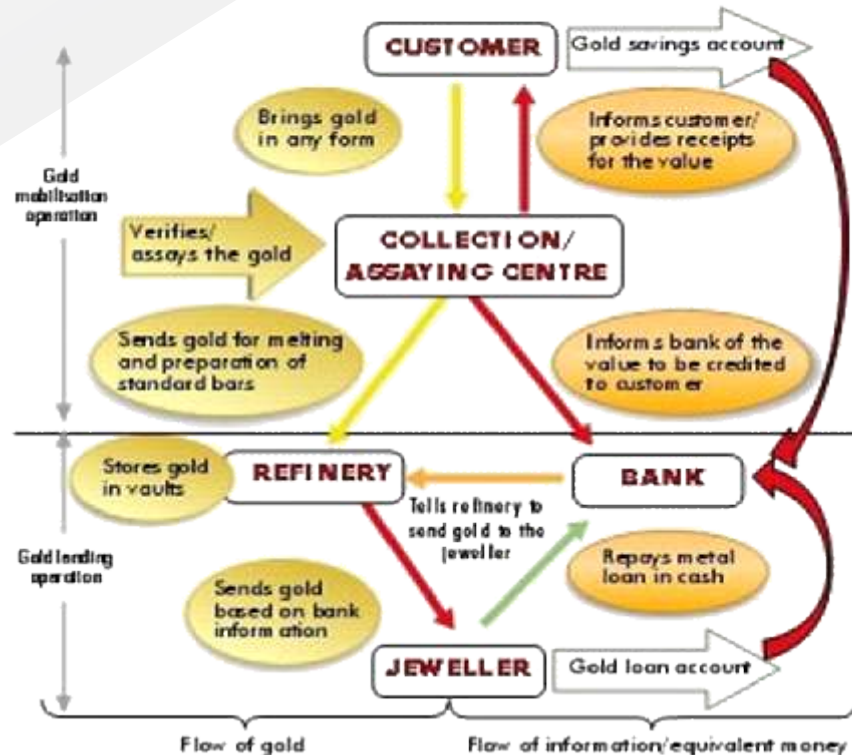 CUSTOMER
Gold savings account
Brings gold
in any form
Informs customer/
provides receipts
for the value
Gold
mobilisation
operation
Verifies/
assays the gold
COLLECTION/
ASSAYING CENTRE
Sends gold for melting
and preparation of
standard bars
Informs bank of the
value to be credited
to customer
Stores gold
in vaults
REFINERY
BANK
Tells refinery to
send gold to the
jeweller
Gold lending
operation
Sends gold
based on bank
information
Repays metal
loan in cash
JEWELLER
Gold loan account
Flow of gold
Flow of information/equivalent money